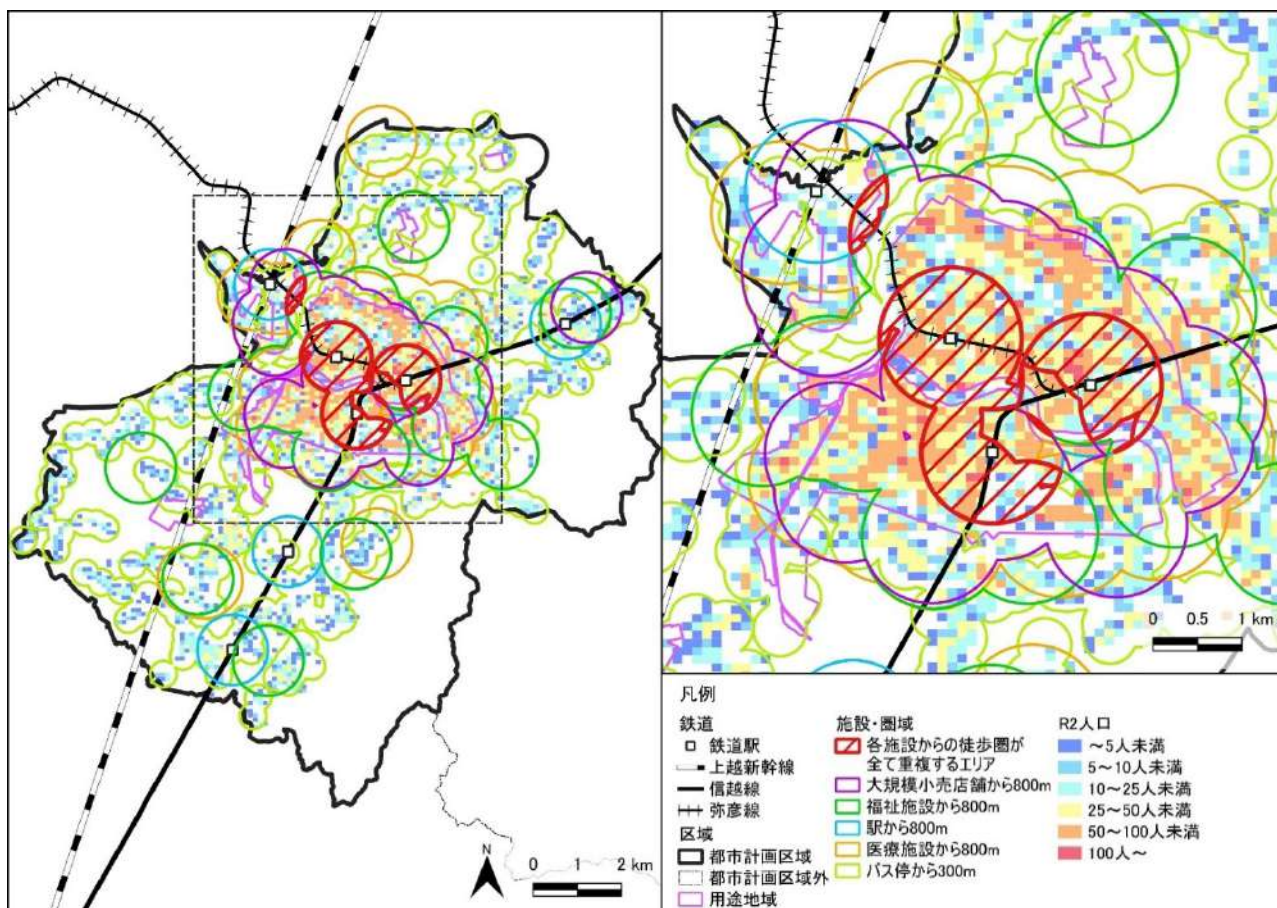 N
0 1 2 km
0 0.5 1 km
凡例
鉄道
鉄道駅
上越新幹線
信越線
弥彦線
区域
都市計画区域
都市計画区域外
用途地域
施設・圏域
各施設からの徒歩圏が
全て重複するエリア
大規模小売店舗から800m
福祉施設から800m
駅から800m
医療施設から800m
バス停から300m
R2人口
～5人未満
5～10人未満
10～25人未満
25～50人未満
50～100人未満
100人～